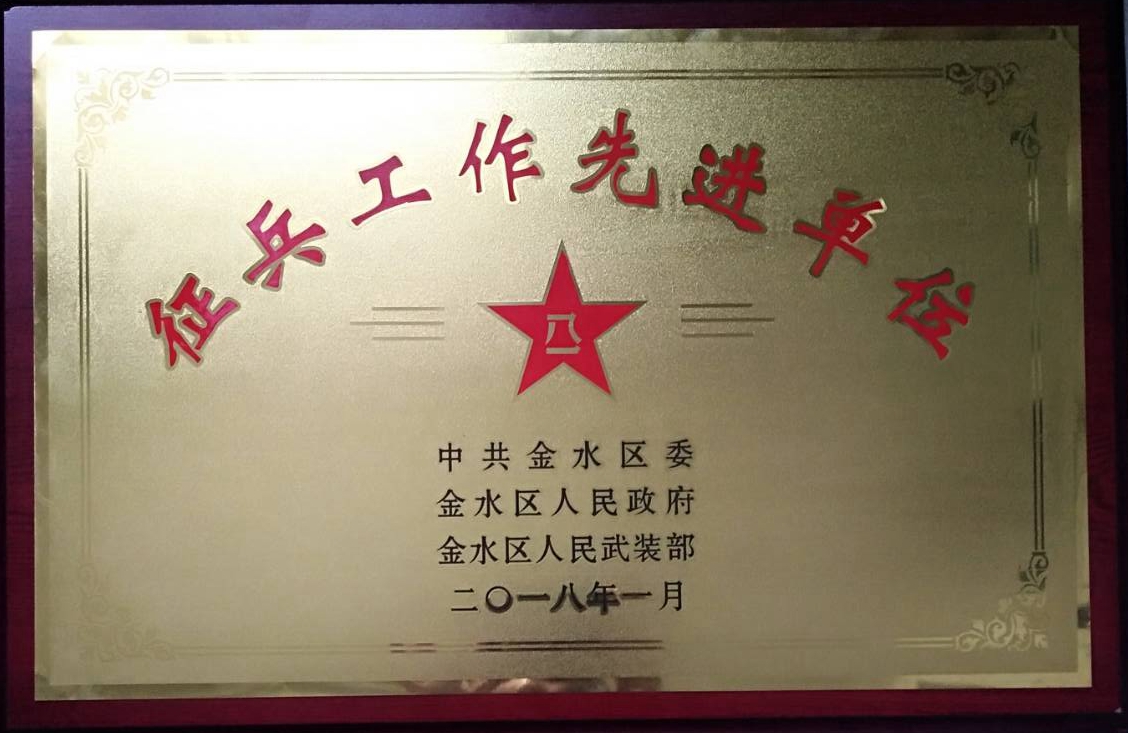 征兵工作先进单位
八一
中共金水区委
金水区人民政府
金水区人民武装部
二〇一八年一月